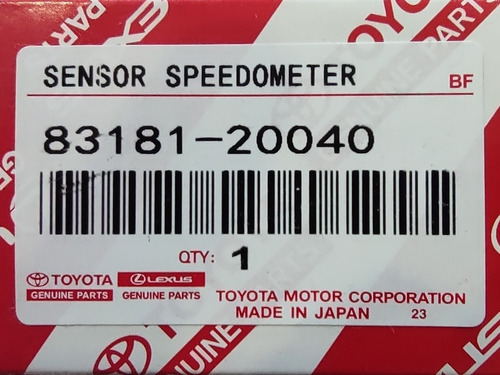 SENSOR SPEEDOMETER
BF
83181-20040
QTY: 1
TOYOTA LEXUS
GENUINE PARTS GENUINE PARTS
TOYOTA MOTOR CORPORATION
MADE IN JAPAN 23